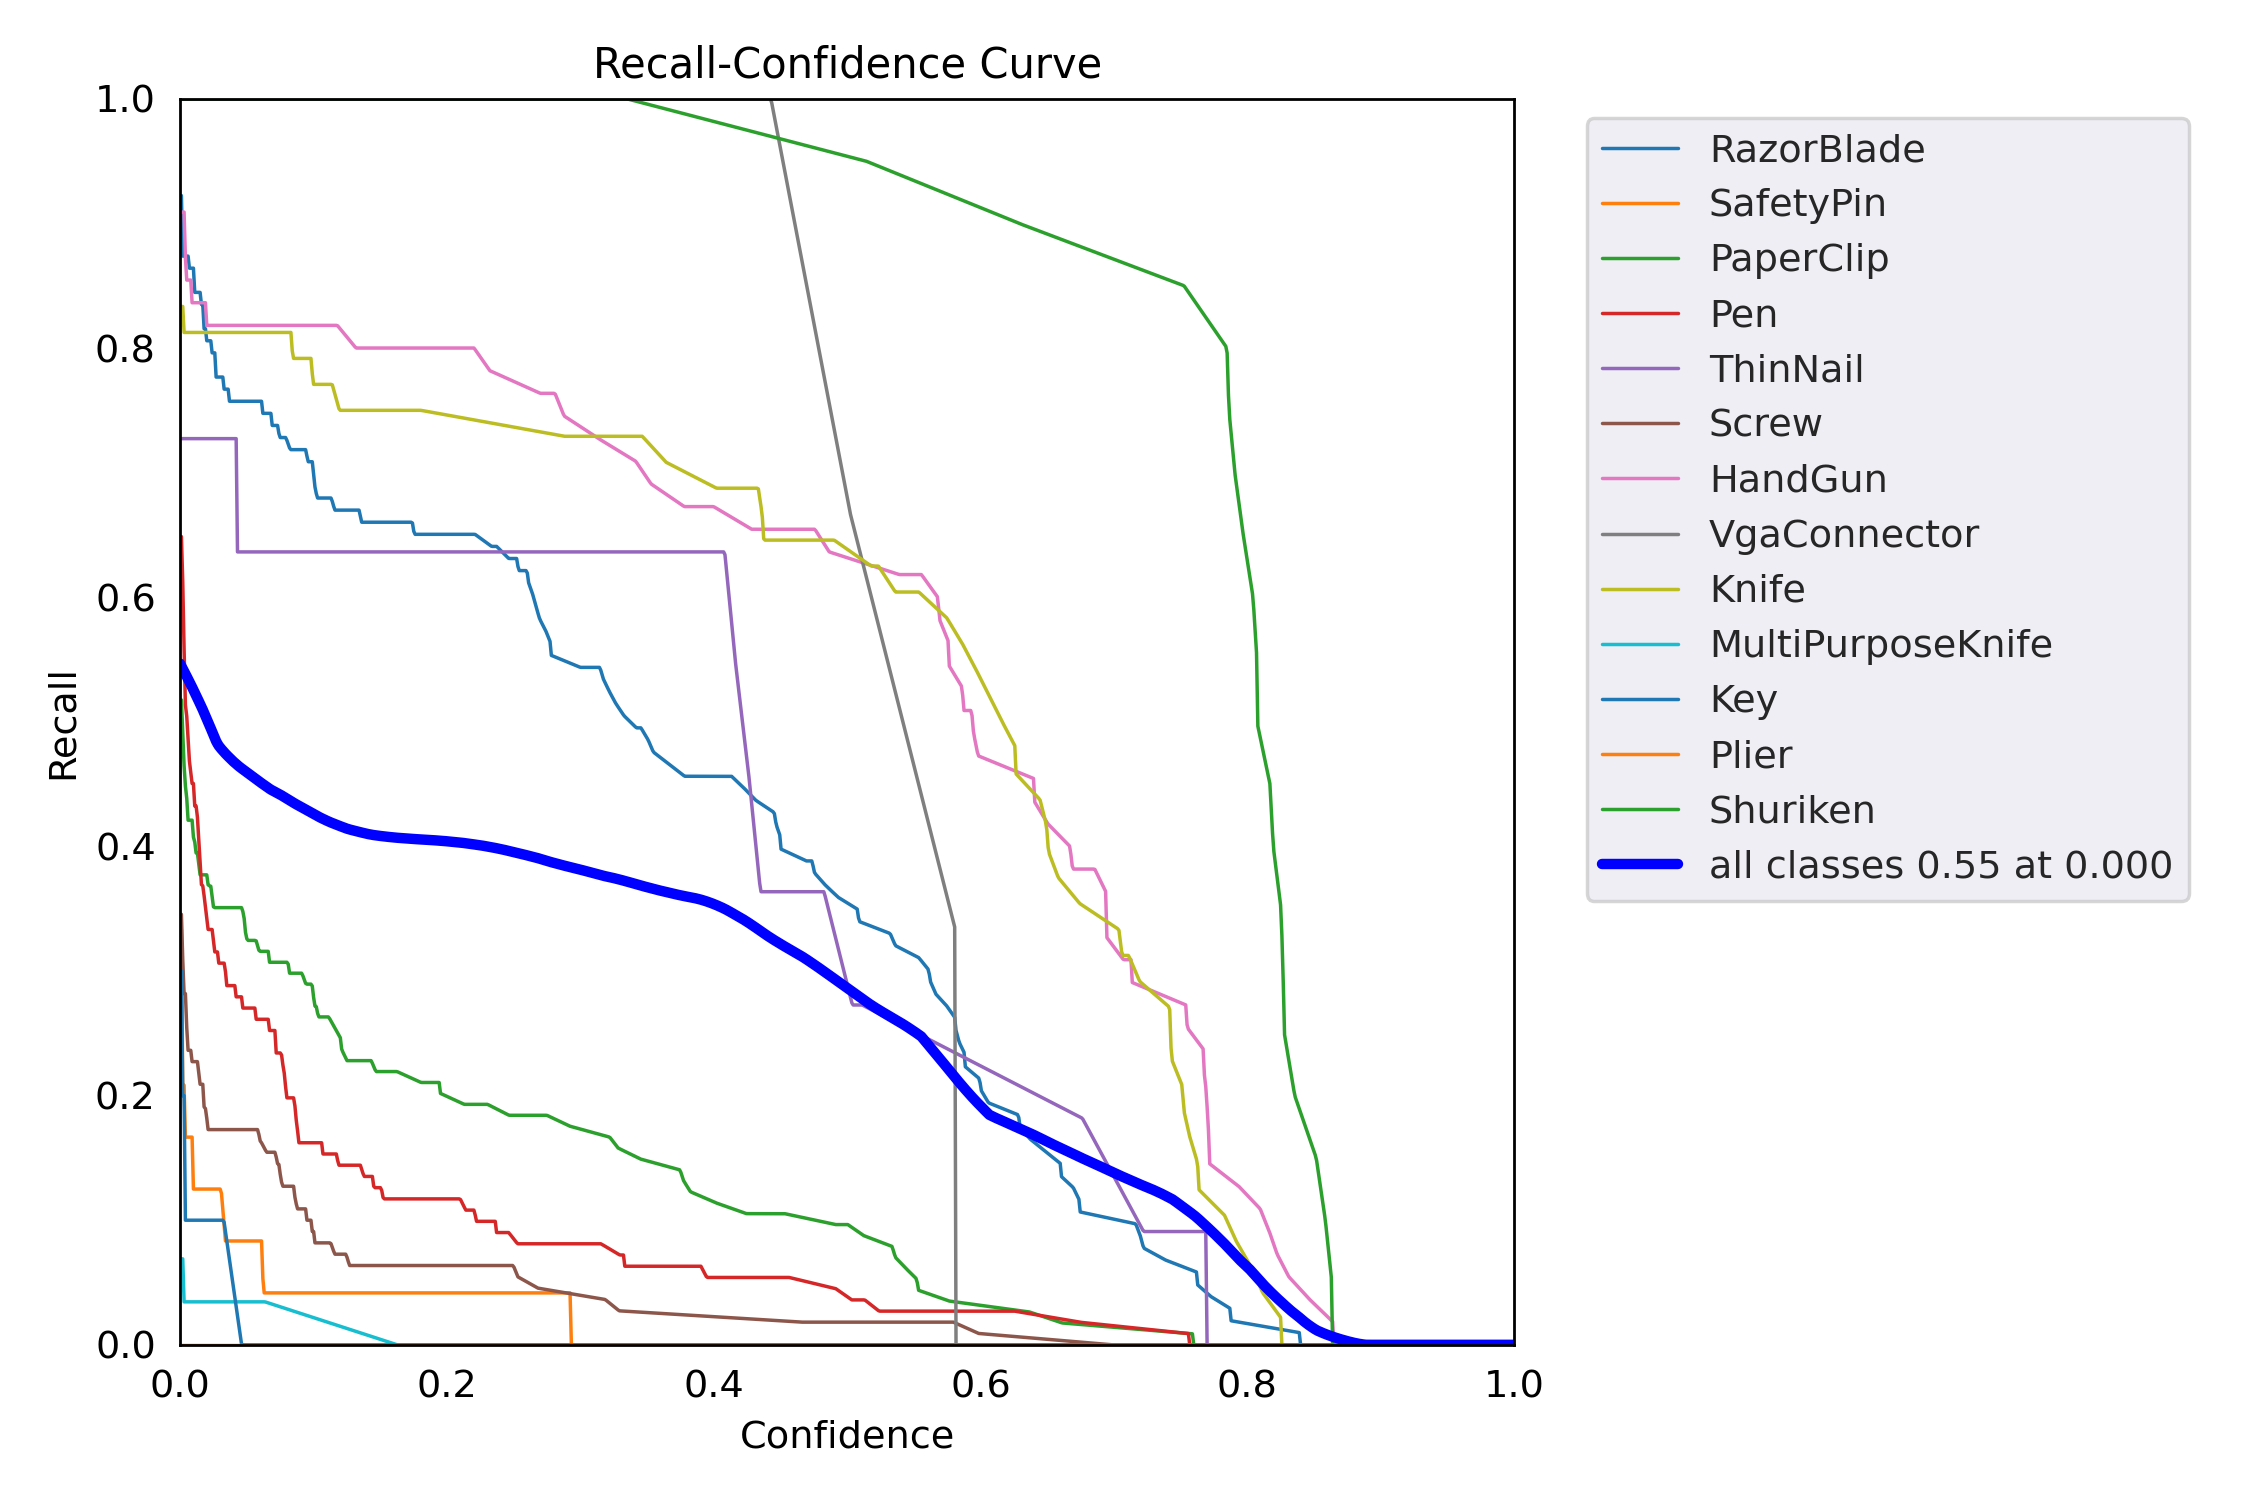 Recall-Confidence Curve
1.0
0.8
0.6
0.4
0.2
0.0
Recall
0.0 0.2 0.4 0.6 0.8 1.0
Confidence
RazorBlade
SafetyPin
PaperClip
Pen
ThinNail
Screw
HandGun
VgaConnector
Knife
MultiPurposeKnife
Key
Plier
Shuriken
all classes 0.55 at 0.000